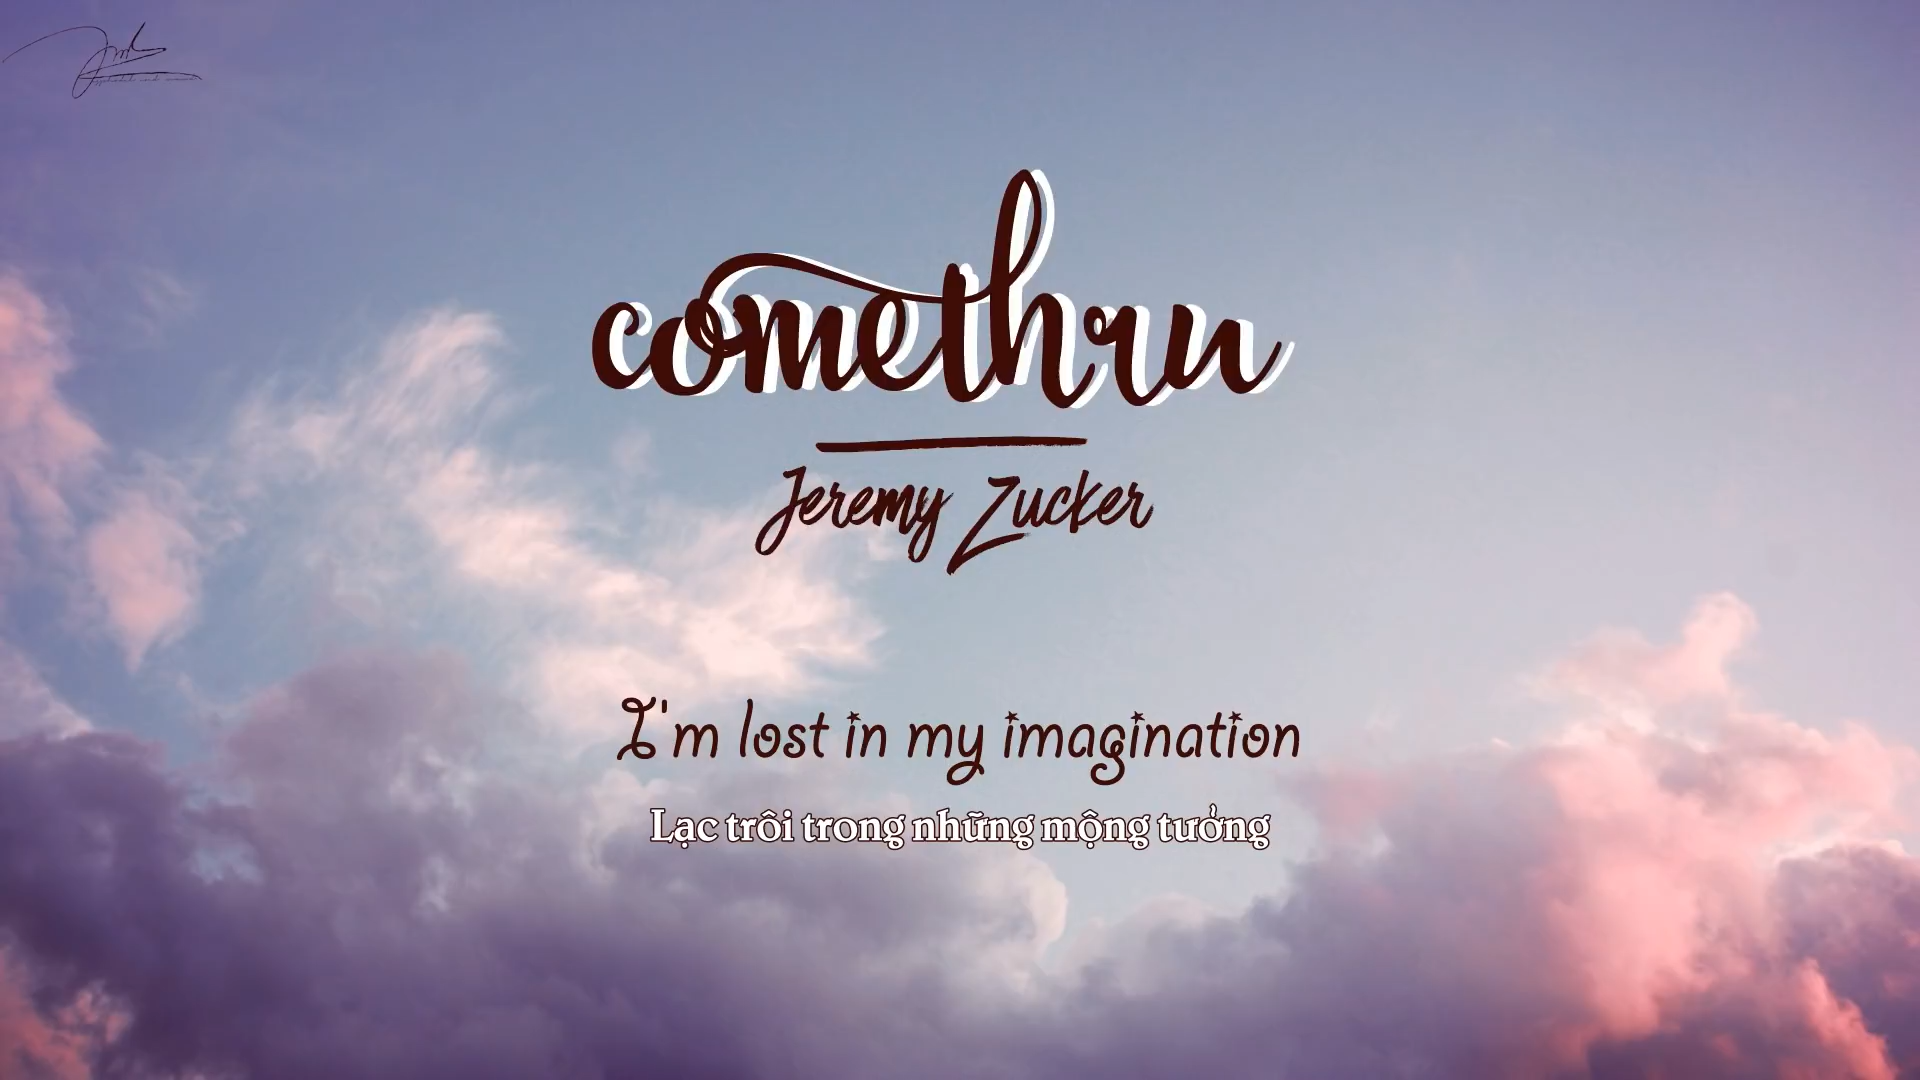 comethru
Jeremy Zucker
I'm lost in my imagination
Lạc trôi trong những mộng tưởng